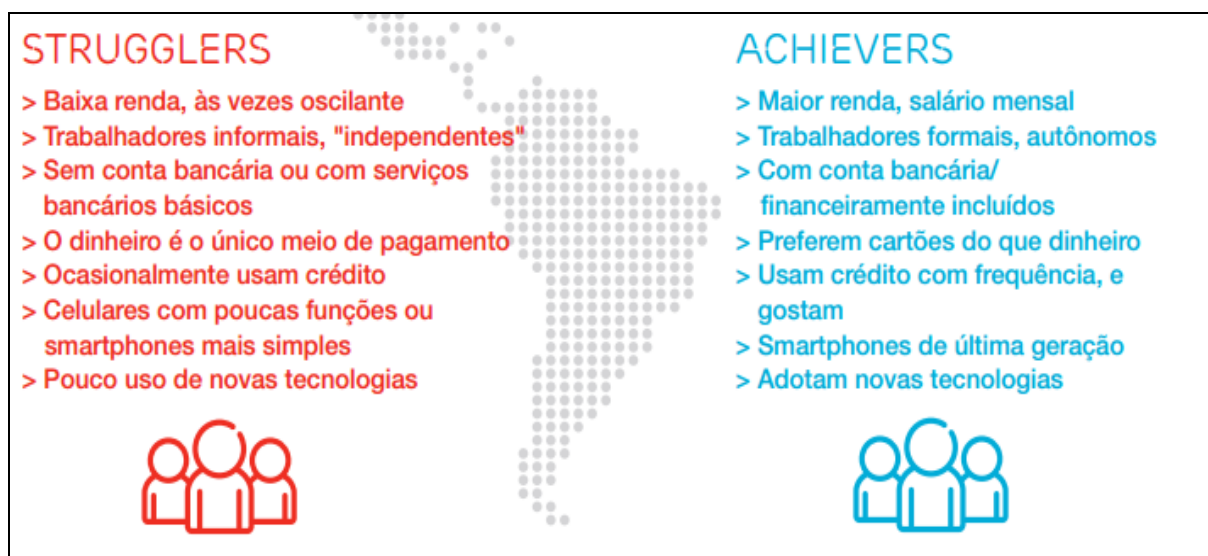 STRUGGLERS
> Baixa renda, às vezes oscilante
> Trabalhadores informais, "independentes"
> Sem conta bancária ou com serviços
bancários básicos
> O dinheiro é o único meio de pagamento
> Ocasionalmente usam crédito
> Celulares com poucas funções ou
smartphones mais simples
> Pouco uso de novas tecnologias
ACHIEVERS
> Maior renda, salário mensal
> Trabalhadores formais, autônomos
> Com conta bancária/
financeiramente incluídos
> Preferem cartões do que dinheiro
> Usam crédito com frequência, e
gostam
> Smartphones de última geração
> Adotam novas tecnologias